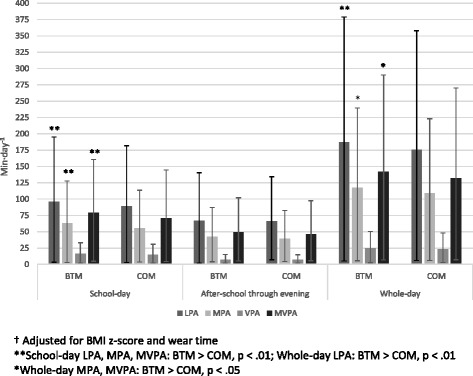 400
375
350
325
300
275
250
225
200
175
150
125
100
75
50
25
0
Min·day⁻¹
** ** ** ** * *
BTM COM BTM COM BTM COM
School-day After-school through evening Whole-day
LPA MPA VPA MVPA
† Adjusted for BMI z-score and wear time
**School-day LPA, MPA, MVPA: BTM > COM, p < .01; Whole-day LPA: BTM > COM, p < .01
*Whole-day MPA, MVPA: BTM > COM, p < .05